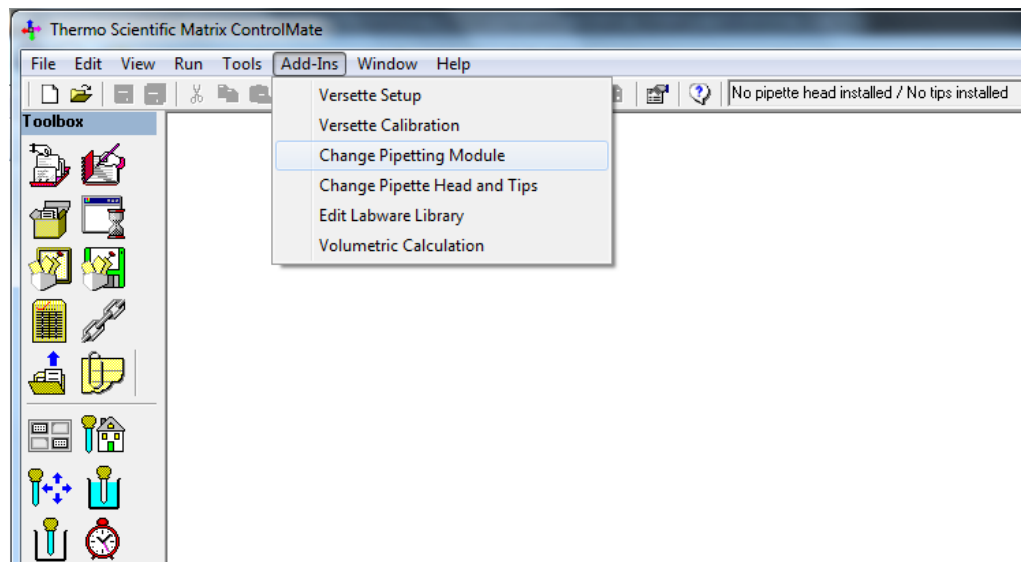 Thermo Scientific Matrix ControlMate
File Edit View Run Tools Add-Ins Window Help
No pipette head installed / No tips installed
Toolbox
Versette Setup
Versette Calibration
Change Pipetting Module
Change Pipette Head and Tips
Edit Labware Library
Volumetric Calculation